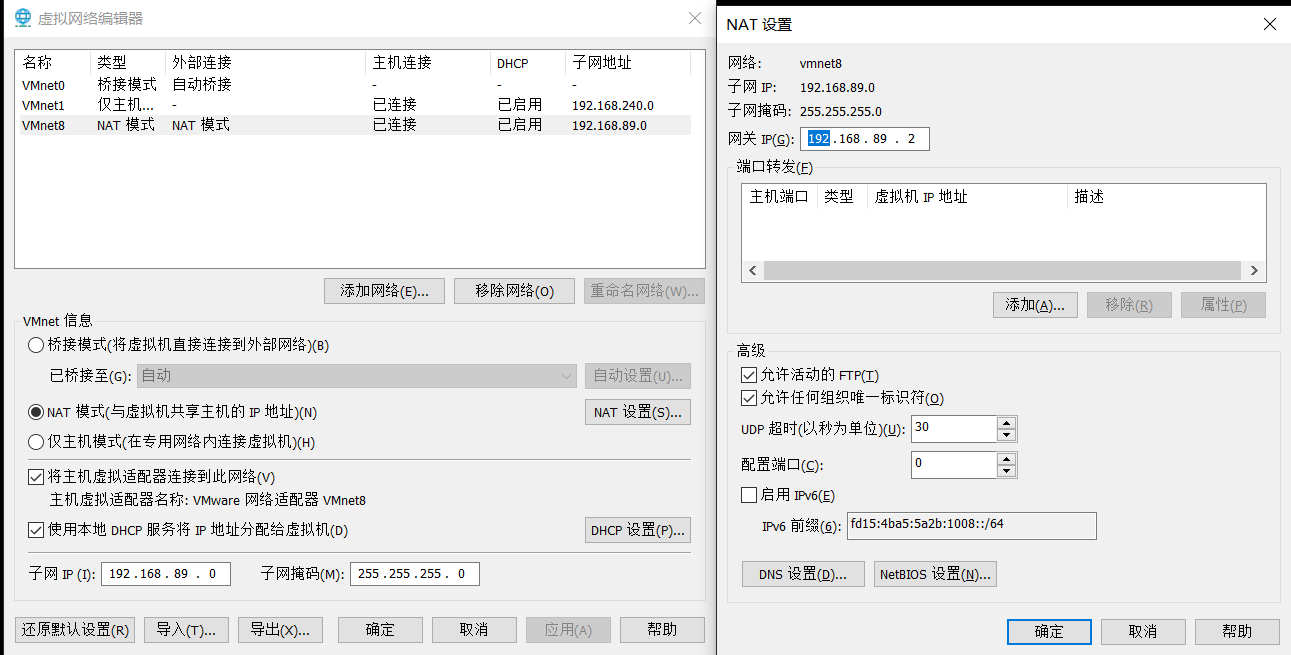 虚拟网络编辑器
名称 类型 外部连接 主机连接 DHCP 子网地址
VMnet0 桥接模式 自动桥接 - - -
VMnet1 仅主机... - 已连接 已启用 192.168.240.0
VMnet8 NAT 模式 NAT 模式 已连接 已启用 192.168.89.0
添加网络(E)... 移除网络(O) 重命名网络(W)...
VMnet 信息
桥接模式(将虚拟机直接连接到外部网络)(B)
已桥接至(G): 自动 自动设置(U)...
NAT 模式(与虚拟机共享主机的 IP 地址)(N) NAT 设置(S)...
仅主机模式(在专用网络内连接虚拟机)(H)
将主机虚拟适配器连接到此网络(V)
主机虚拟适配器名称: VMware 网络适配器 VMnet8
使用本地 DHCP 服务将 IP 地址分配给虚拟机(D) DHCP 设置(P)...
子网 IP (I): 192 . 168 . 89 . 0 子网掩码(M): 255 . 255 . 255 . 0
还原默认设置(R) 导入(T)... 导出(X)... 确定 取消 应用(A) 帮助
NAT 设置
网络: vmnet8
子网 IP: 192.168.89.0
子网掩码: 255.255.255.0
网关 IP(G): 192 . 168 . 89 . 2
端口转发(F)
主机端口 类型 虚拟机 IP 地址 描述
添加(A)... 移除(R) 属性(P)
高级
允许活动的 FTP(T)
允许任何组织唯一标识符(O)
UDP 超时(以秒为单位)(U): 30
配置端口(C): 0
启用 IPv6(E)
IPv6 前缀(6): fd15:4ba5:5a2b:1008::/64
DNS 设置(D)... NetBIOS 设置(N)...
确定 取消 帮助